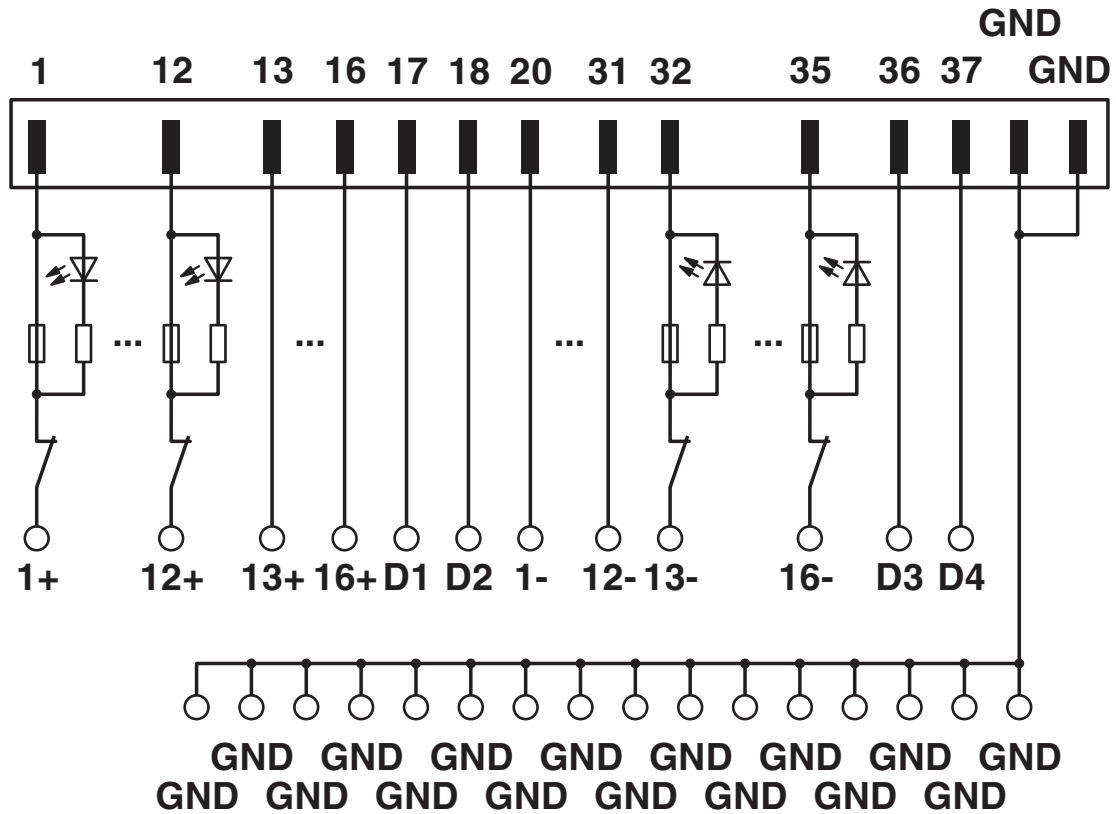 GND
1 12 13 16 17 18 20 31 32 35 36 37 GND
... ... ... ...
1+ 12+ 13+ 16+ D1 D2 1- 12- 13- 16- D3 D4
GND GND GND GND GND GND GND GND
GND GND GND GND GND GND GND GND